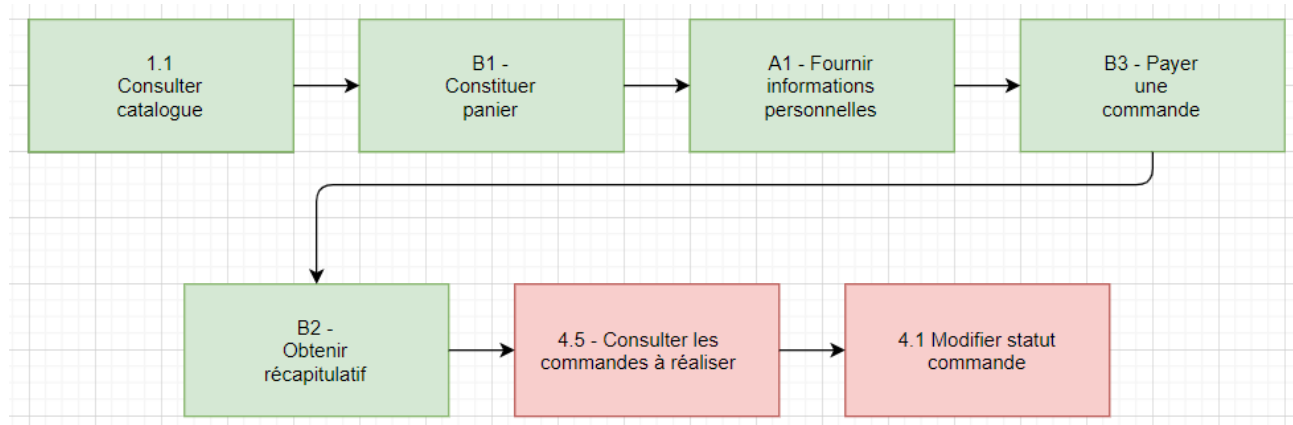 1.1
Consulter
catalogue
B1 -
Constituer
panier
A1 - Fournir
informations
personnelles
B3 - Payer
une
commande
B2 -
Obtenir
récapitulatif
4.5 - Consulter les
commandes à réaliser
4.1 Modifier statut
commande